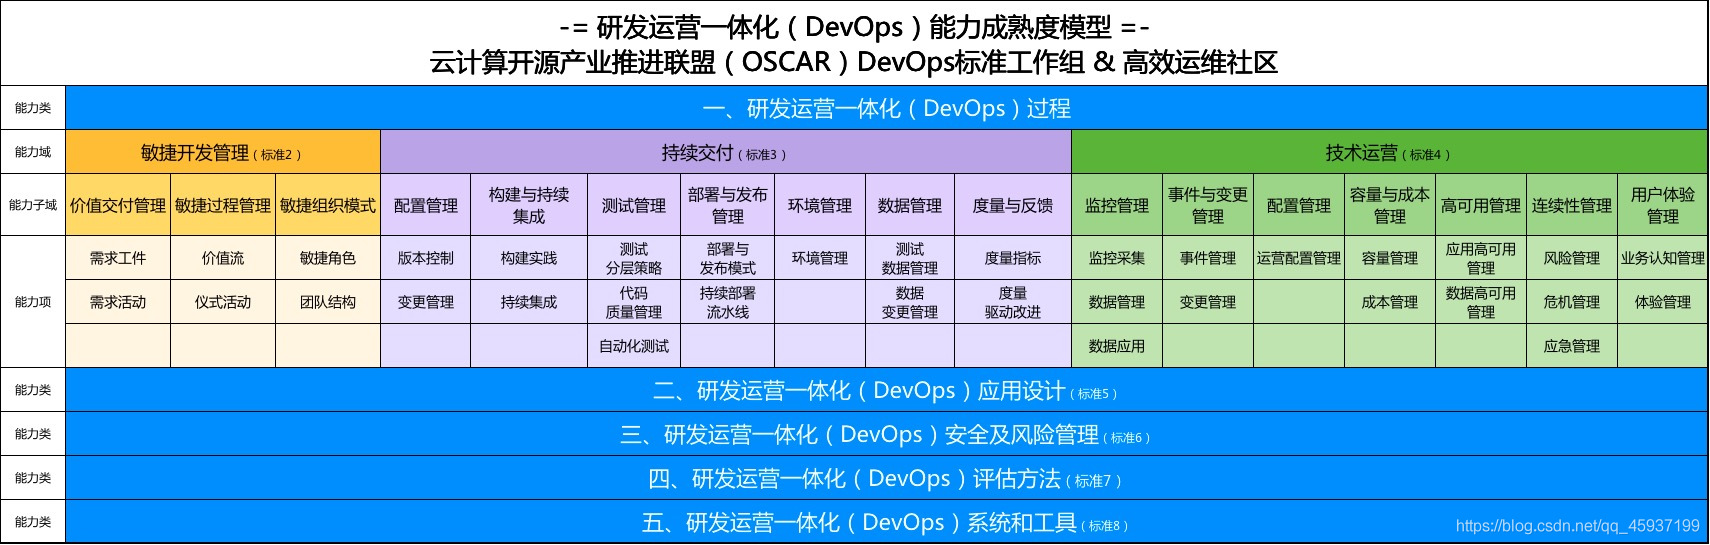 -= 研发运营一体化（DevOps）能力成熟度模型 =-
云计算开源产业推进联盟（OSCAR）DevOps标准工作组 & 高效运维社区
能力类
一、研发运营一体化（DevOps）过程
能力域
敏捷开发管理（标准2）
持续交付（标准3）
技术运营（标准4）
能力子域
价值交付管理
敏捷过程管理
敏捷组织模式
配置管理
构建与持续
集成
测试管理
部署与发布
管理
环境管理
数据管理
度量与反馈
监控管理
事件与变更
管理
配置管理
容量与成本
管理
高可用管理
连续性管理
用户体验
管理
能力项
需求工件
价值流
敏捷角色
版本控制
构建实践
测试
分层策略
部署与
发布模式
环境管理
测试
数据管理
度量指标
监控采集
事件管理
运营配置管理
容量管理
应用高可用
管理
风险管理
业务认知管理
需求活动
仪式活动
团队结构
变更管理
持续集成
代码
质量管理
持续部署
流水线
数据
变更管理
度量
驱动改进
数据管理
变更管理
成本管理
数据高可用
管理
危机管理
体验管理
自动化测试
数据应用
应急管理
能力类
二、研发运营一体化（DevOps）应用设计（标准5）
能力类
三、研发运营一体化（DevOps）安全及风险管理（标准6）
能力类
四、研发运营一体化（DevOps）评估方法（标准7）
能力类
五、研发运营一体化（DevOps）系统和工具（标准8）
https://blog.csdn.net/qq_45937199